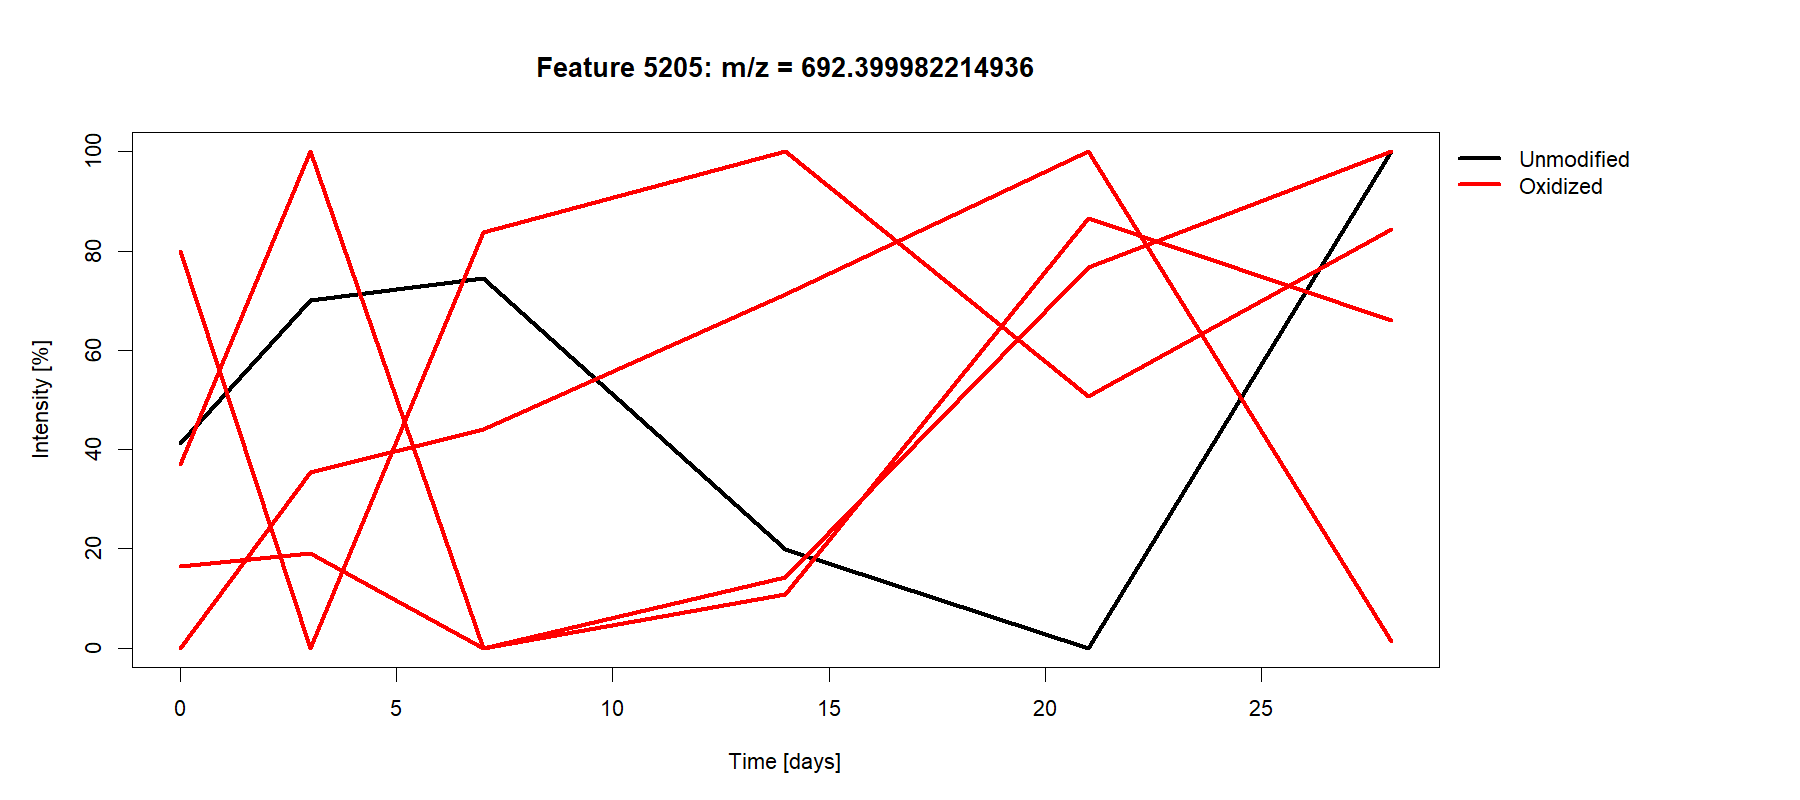 Feature 5205: m/z = 692.399982214936
Unmodified
Oxidized
Intensity [%]
100
80
60
40
20
0
0 5 10 15 20 25
Time [days]